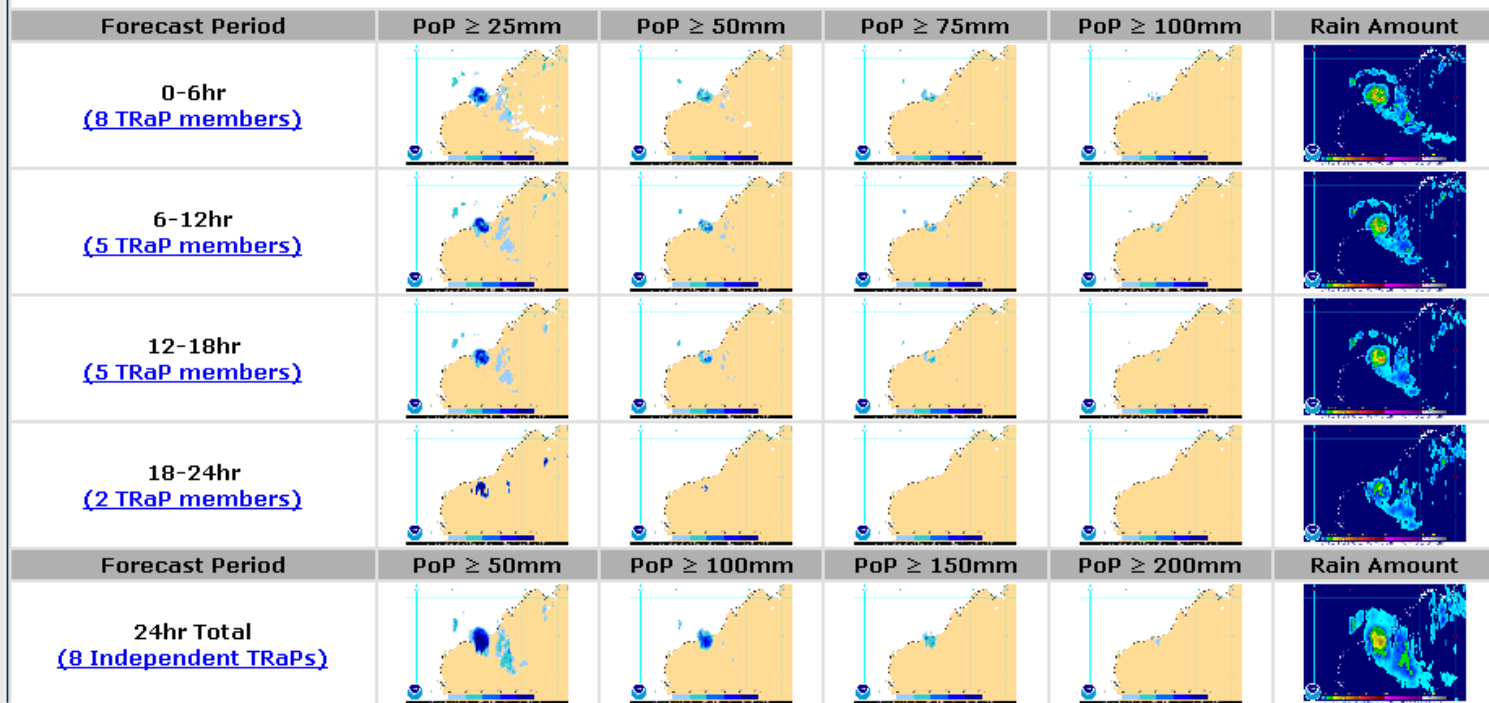 Forecast Period PoP ≥ 25mm PoP ≥ 50mm PoP ≥ 75mm PoP ≥ 100mm Rain Amount
0-6hr
(8 TRaP members)
6-12hr
(5 TRaP members)
12-18hr
(5 TRaP members)
18-24hr
(2 TRaP members)
Forecast Period PoP ≥ 50mm PoP ≥ 100mm PoP ≥ 150mm PoP ≥ 200mm Rain Amount
24hr Total
(8 Independent TRaPs)